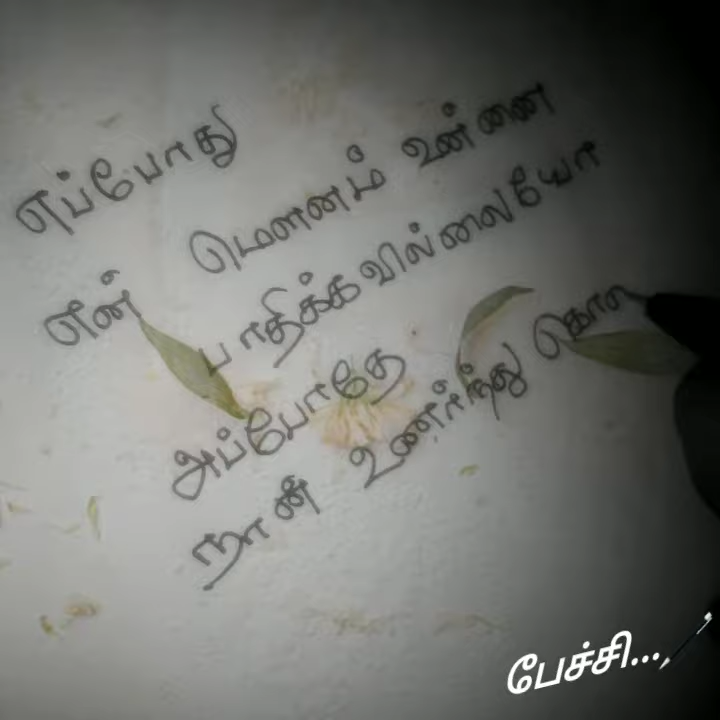 எப்போது
என் மௌனம் உன்னை
பாதிக்கவில்லையோ
அப்போதே
நான் உணர்ந்து கொள
பேச்சி...